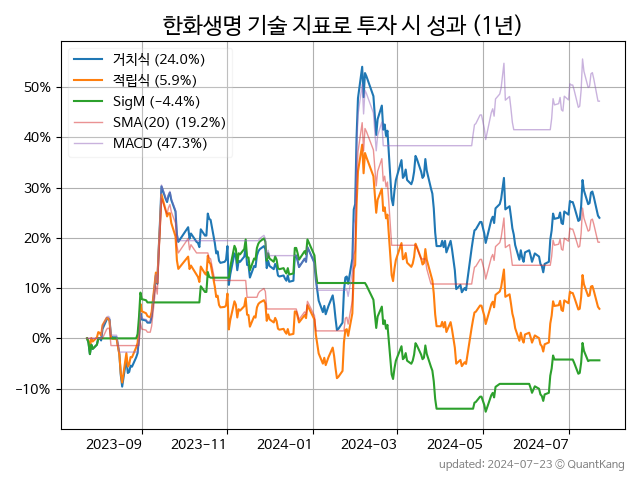 한화생명 기술 지표로 투자 시 성과 (1년)
거치식 (24.0%)
적립식 (5.9%)
SigM (−4.4%)
SMA(20) (19.2%)
MACD (47.3%)
50%
40%
30%
20%
10%
0%
−10%
2023−09 2023−11 2024−01 2024−03 2024−05 2024−07
updated: 2024−07−23 © QuantKang